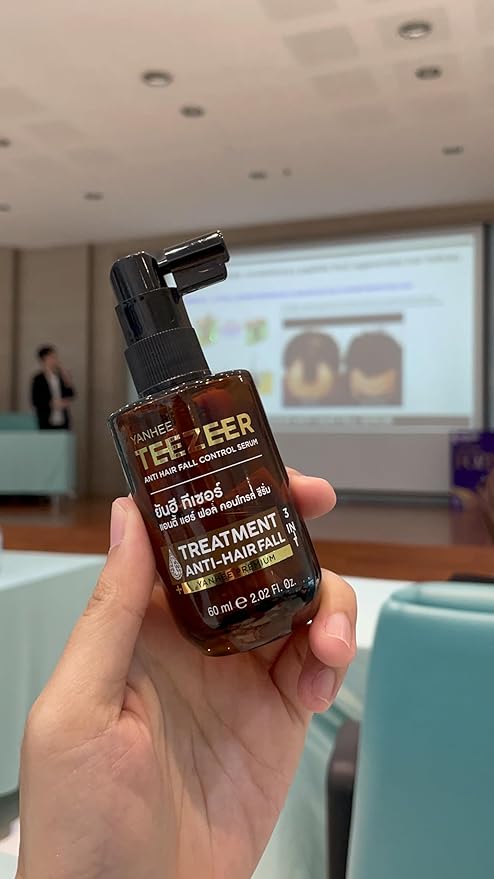 YANHEE
TEEZEER
ANTI HAIR FALL CONTROL SERUM
ยันฮี ทีเซอร์
แอนตี้ แฮร์ ฟอล์ คอนโทรล์ ซีรั่ม
TREATMENT
ANTI-HAIR FALL
3 IN 1
+ YANHEE PREMIUM
60 ml e 2.02 Fl. Oz.